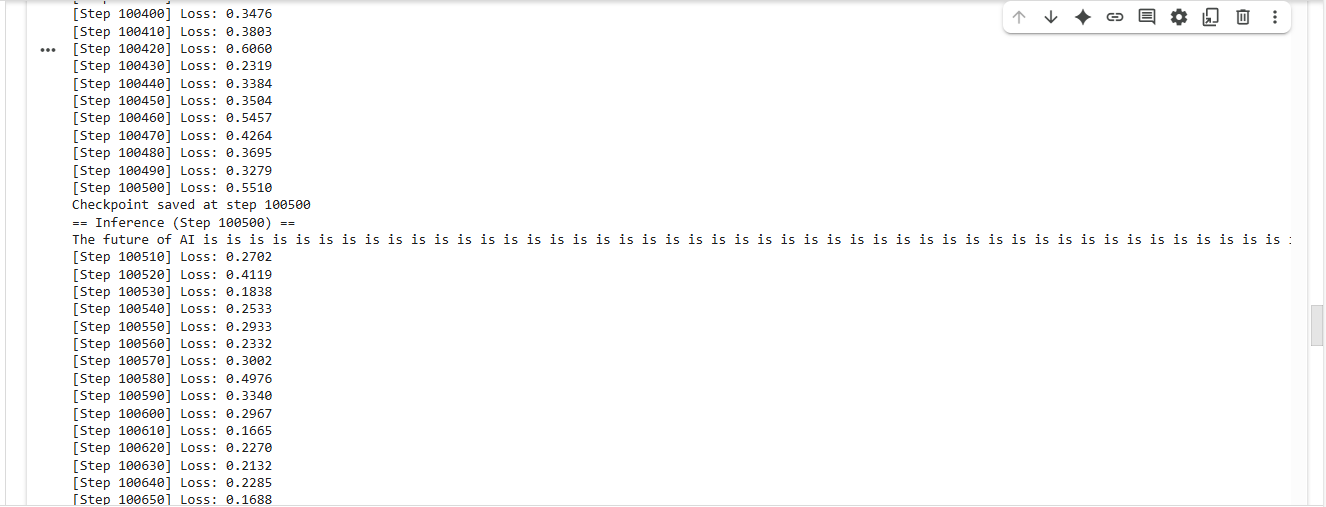 [Step 100400] Loss: 0.3476
[Step 100410] Loss: 0.3803
[Step 100420] Loss: 0.6060
[Step 100430] Loss: 0.2319
[Step 100440] Loss: 0.3384
[Step 100450] Loss: 0.3504
[Step 100460] Loss: 0.5457
[Step 100470] Loss: 0.4264
[Step 100480] Loss: 0.3695
[Step 100490] Loss: 0.3279
[Step 100500] Loss: 0.5510
Checkpoint saved at step 100500
== Inference (Step 100500) ==
The future of AI is is is is is is is is is is is is is is is is is is is is is is is is is is is is is is is is is is is is is is is is is is is is is is is
[Step 100510] Loss: 0.2702
[Step 100520] Loss: 0.4119
[Step 100530] Loss: 0.1838
[Step 100540] Loss: 0.2533
[Step 100550] Loss: 0.2933
[Step 100560] Loss: 0.2332
[Step 100570] Loss: 0.3002
[Step 100580] Loss: 0.4976
[Step 100590] Loss: 0.3340
[Step 100600] Loss: 0.2967
[Step 100610] Loss: 0.1665
[Step 100620] Loss: 0.2270
[Step 100630] Loss: 0.2132
[Step 100640] Loss: 0.2285
[Step 100650] Loss: 0.1688